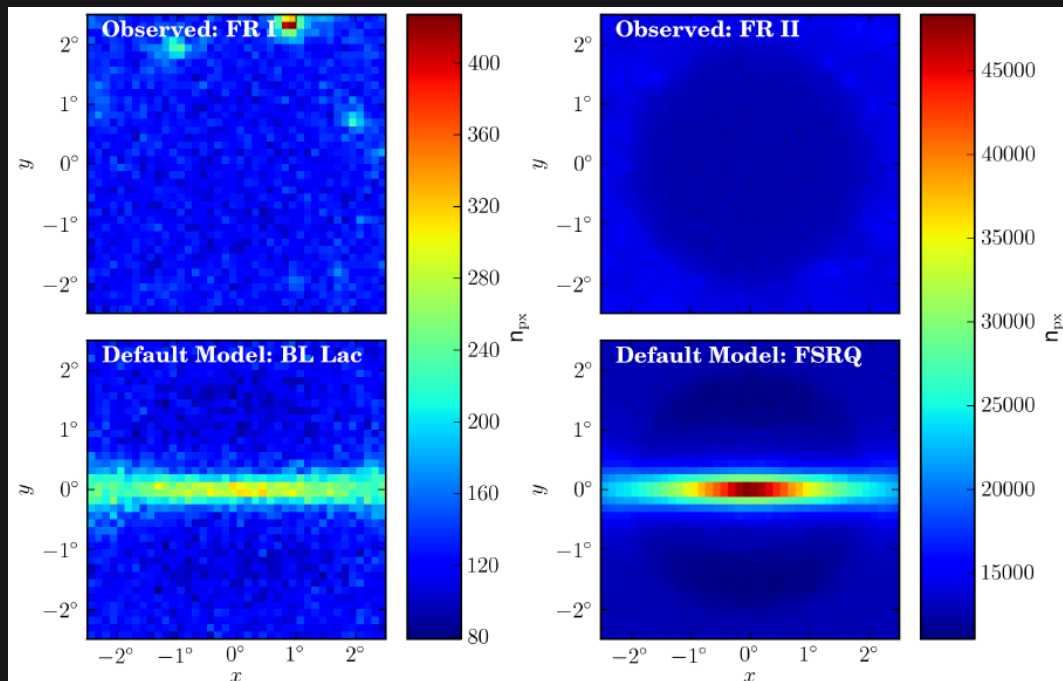 Observed: FR I
Observed: FR II
2°
1°
0°
−1°
−2°
y
400
360
320
280
240
200
160
120
80
n_px
2°
1°
0°
−1°
−2°
y
45000
40000
35000
30000
25000
20000
15000
n_px
Default Model: BL Lac
Default Model: FSRQ
2°
1°
0°
−1°
−2°
y
2°
1°
0°
−1°
−2°
y
−2° −1° 0° 1° 2°
x
−2° −1° 0° 1° 2°
x